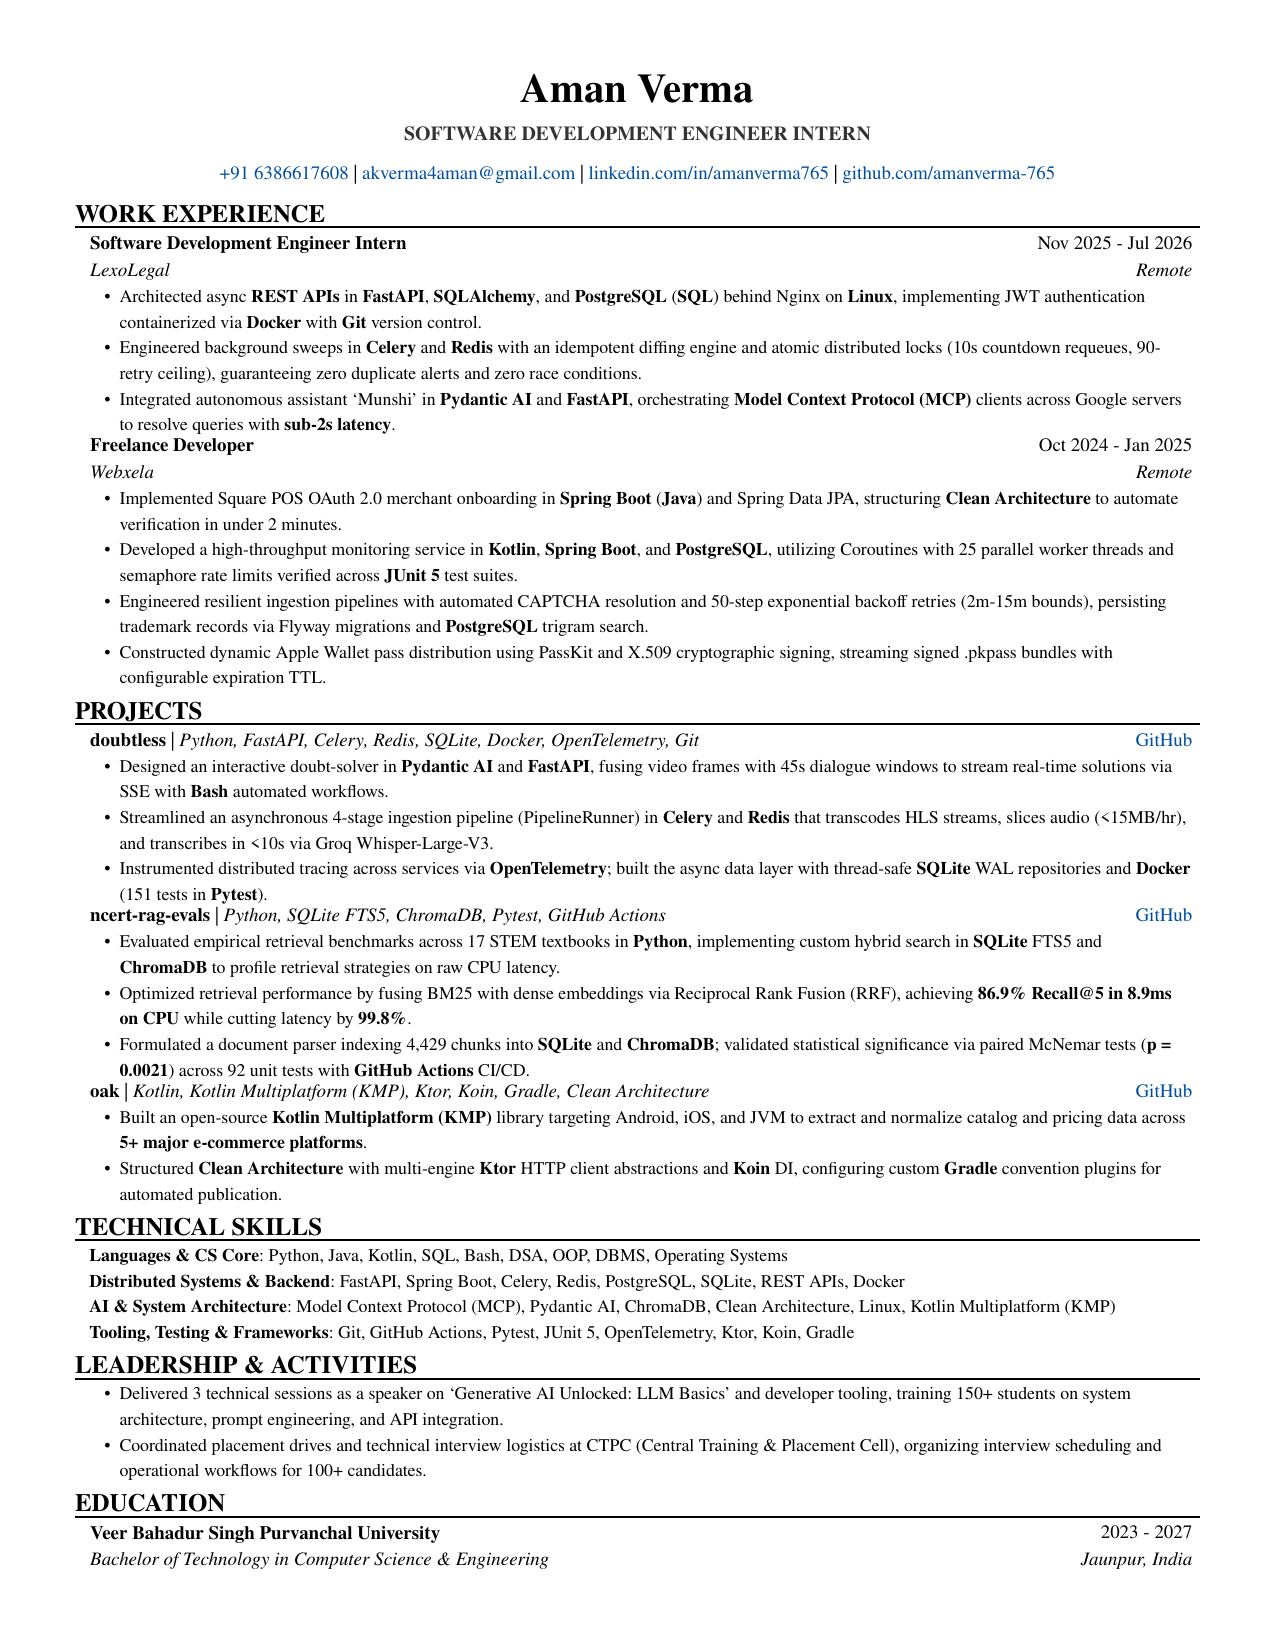 Aman Verma
SOFTWARE DEVELOPMENT ENGINEER INTERN
+91 6386617608 | akverma4aman@gmail.com | linkedin.com/in/amanverma765 | github.com/amanverma-765
WORK EXPERIENCE
Software Development Engineer Intern Nov 2025 - Jul 2026
LexoLegal Remote
• Architected async REST APIs in FastAPI, SQLAlchemy, and PostgreSQL (SQL) behind Nginx on Linux, implementing JWT authentication
containerized via Docker with Git version control.
• Engineered background sweeps in Celery and Redis with an idempotent diffing engine and atomic distributed locks (10s countdown requeues, 90-
retry ceiling), guaranteeing zero duplicate alerts and zero race conditions.
• Integrated autonomous assistant ‘Munshi’ in Pydantic AI and FastAPI, orchestrating Model Context Protocol (MCP) clients across Google servers
to resolve queries with sub-2s latency.
Freelance Developer Oct 2024 - Jan 2025
Webxela Remote
• Implemented Square POS OAuth 2.0 merchant onboarding in Spring Boot (Java) and Spring Data JPA, structuring Clean Architecture to automate
verification in under 2 minutes.
• Developed a high-throughput monitoring service in Kotlin, Spring Boot, and PostgreSQL, utilizing Coroutines with 25 parallel worker threads and
semaphore rate limits verified across JUnit 5 test suites.
• Engineered resilient ingestion pipelines with automated CAPTCHA resolution and 50-step exponential backoff retries (2m-15m bounds), persisting
trademark records via Flyway migrations and PostgreSQL trigram search.
• Constructed dynamic Apple Wallet pass distribution using PassKit and X.509 cryptographic signing, streaming signed .pkpass bundles with
configurable expiration TTL.
PROJECTS
doubtless | Python, FastAPI, Celery, Redis, SQLite, Docker, OpenTelemetry, Git GitHub
• Designed an interactive doubt-solver in Pydantic AI and FastAPI, fusing video frames with 45s dialogue windows to stream real-time solutions via
SSE with Bash automated workflows.
• Streamlined an asynchronous 4-stage ingestion pipeline (PipelineRunner) in Celery and Redis that transcodes HLS streams, slices audio (<15MB/hr),
and transcribes in <10s via Groq Whisper-Large-V3.
• Instrumented distributed tracing across services via OpenTelemetry; built the async data layer with thread-safe SQLite WAL repositories and Docker
(151 tests in Pytest).
ncert-rag-evals | Python, SQLite FTS5, ChromaDB, Pytest, GitHub Actions GitHub
• Evaluated empirical retrieval benchmarks across 17 STEM textbooks in Python, implementing custom hybrid search in SQLite FTS5 and
ChromaDB to profile retrieval strategies on raw CPU latency.
• Optimized retrieval performance by fusing BM25 with dense embeddings via Reciprocal Rank Fusion (RRF), achieving 86.9% Recall@5 in 8.9ms
on CPU while cutting latency by 99.8%.
• Formulated a document parser indexing 4,429 chunks into SQLite and ChromaDB; validated statistical significance via paired McNemar tests (p =
0.0021) across 92 unit tests with GitHub Actions CI/CD.
oak | Kotlin, Kotlin Multiplatform (KMP), Ktor, Koin, Gradle, Clean Architecture GitHub
• Built an open-source Kotlin Multiplatform (KMP) library targeting Android, iOS, and JVM to extract and normalize catalog and pricing data across
5+ major e-commerce platforms.
• Structured Clean Architecture with multi-engine Ktor HTTP client abstractions and Koin DI, configuring custom Gradle convention plugins for
automated publication.
TECHNICAL SKILLS
Languages & CS Core: Python, Java, Kotlin, SQL, Bash, DSA, OOP, DBMS, Operating Systems
Distributed Systems & Backend: FastAPI, Spring Boot, Celery, Redis, PostgreSQL, SQLite, REST APIs, Docker
AI & System Architecture: Model Context Protocol (MCP), Pydantic AI, ChromaDB, Clean Architecture, Linux, Kotlin Multiplatform (KMP)
Tooling, Testing & Frameworks: Git, GitHub Actions, Pytest, JUnit 5, OpenTelemetry, Ktor, Koin, Gradle
LEADERSHIP & ACTIVITIES
• Delivered 3 technical sessions as a speaker on ‘Generative AI Unlocked: LLM Basics’ and developer tooling, training 150+ students on system
architecture, prompt engineering, and API integration.
• Coordinated placement drives and technical interview logistics at CTPC (Central Training & Placement Cell), organizing interview scheduling and
operational workflows for 100+ candidates.
EDUCATION
Veer Bahadur Singh Purvanchal University 2023 - 2027
Bachelor of Technology in Computer Science & Engineering Jaunpur, India